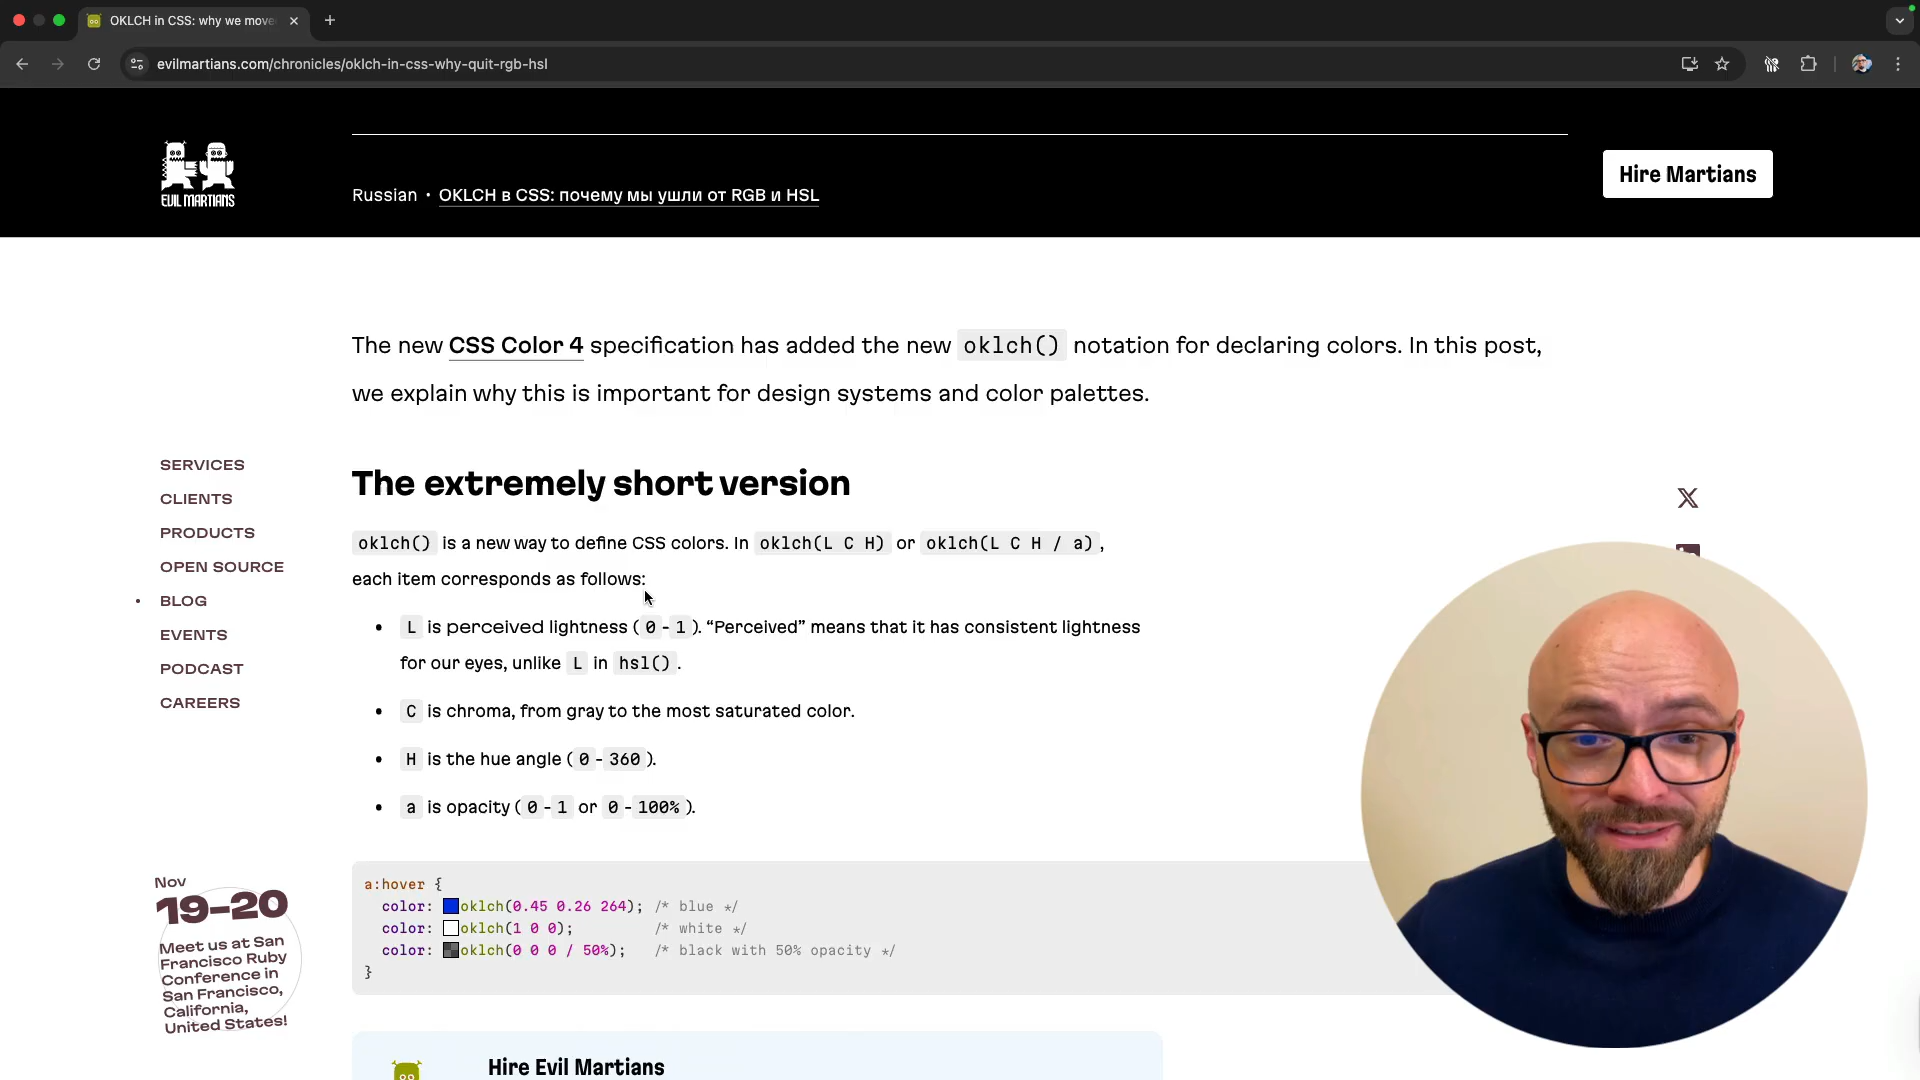 OKLCH in CSS: why we move
evilmartians.com/chronicles/oklch-in-css-why-quit-rgb-hsl
EVIL MARTIANS
Russian • OKLCH в CSS: почему мы ушли от RGB и HSL
Hire Martians
The new CSS Color 4 specification has added the new oklch() notation for declaring colors. In this post,
we explain why this is important for design systems and color palettes.
SERVICES
CLIENTS
PRODUCTS
OPEN SOURCE
• BLOG
EVENTS
PODCAST
CAREERS
The extremely short version
oklch() is a new way to define CSS colors. In oklch(L C H) or oklch(L C H / a),
each item corresponds as follows:
• L is perceived lightness (0-1). “Perceived” means that it has consistent lightness
for our eyes, unlike L in hsl().
• C is chroma, from gray to the most saturated color.
• H is the hue angle (0-360).
• a is opacity (0-1 or 0-100%).
a:hover {
color: oklch(0.45 0.26 264); /* blue */
color: oklch(1 0 0); /* white */
color: oklch(0 0 0 / 50%); /* black with 50% opacity */
}
Nov
19–20
Meet us at San
Francisco Ruby
Conference in
San Francisco,
California,
United States!
Hire Evil Martians